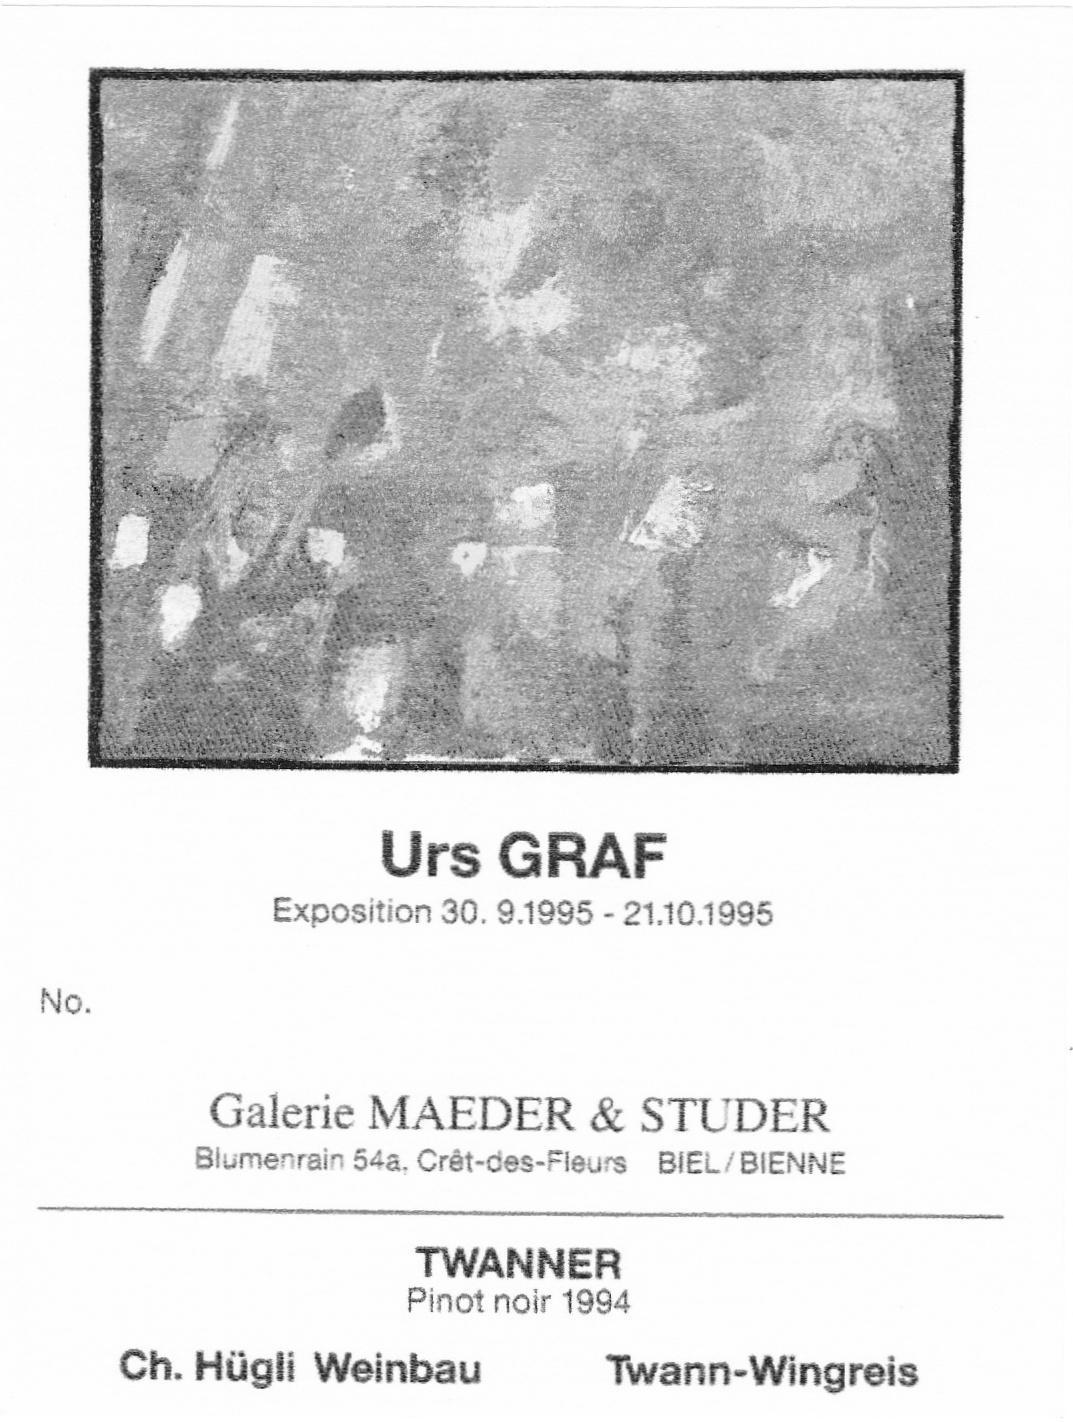 Urs GRAF
Exposition 30. 9.1995 - 21.10.1995
No.
Galerie MAEDER & STUDER
Blumenrain 54a, Crêt-des-Fleurs BIEL/BIENNE
TWANNER
Pinot noir 1994
Ch. Hügli Weinbau Twann-Wingreis